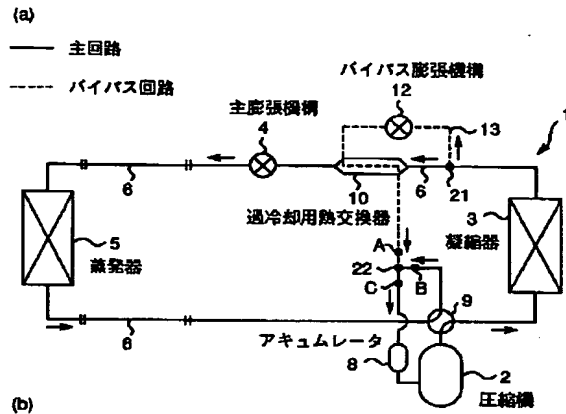 (a)
主回路
バイパス回路
バイパス膨張機構
12
主膨張機構
4
13
1
6
10
6
21
過冷却用熱交換器
3
凝縮器
5
蒸発器
A
22
B
C
9
6
アキュムレータ
8
2
圧縮機
(b)